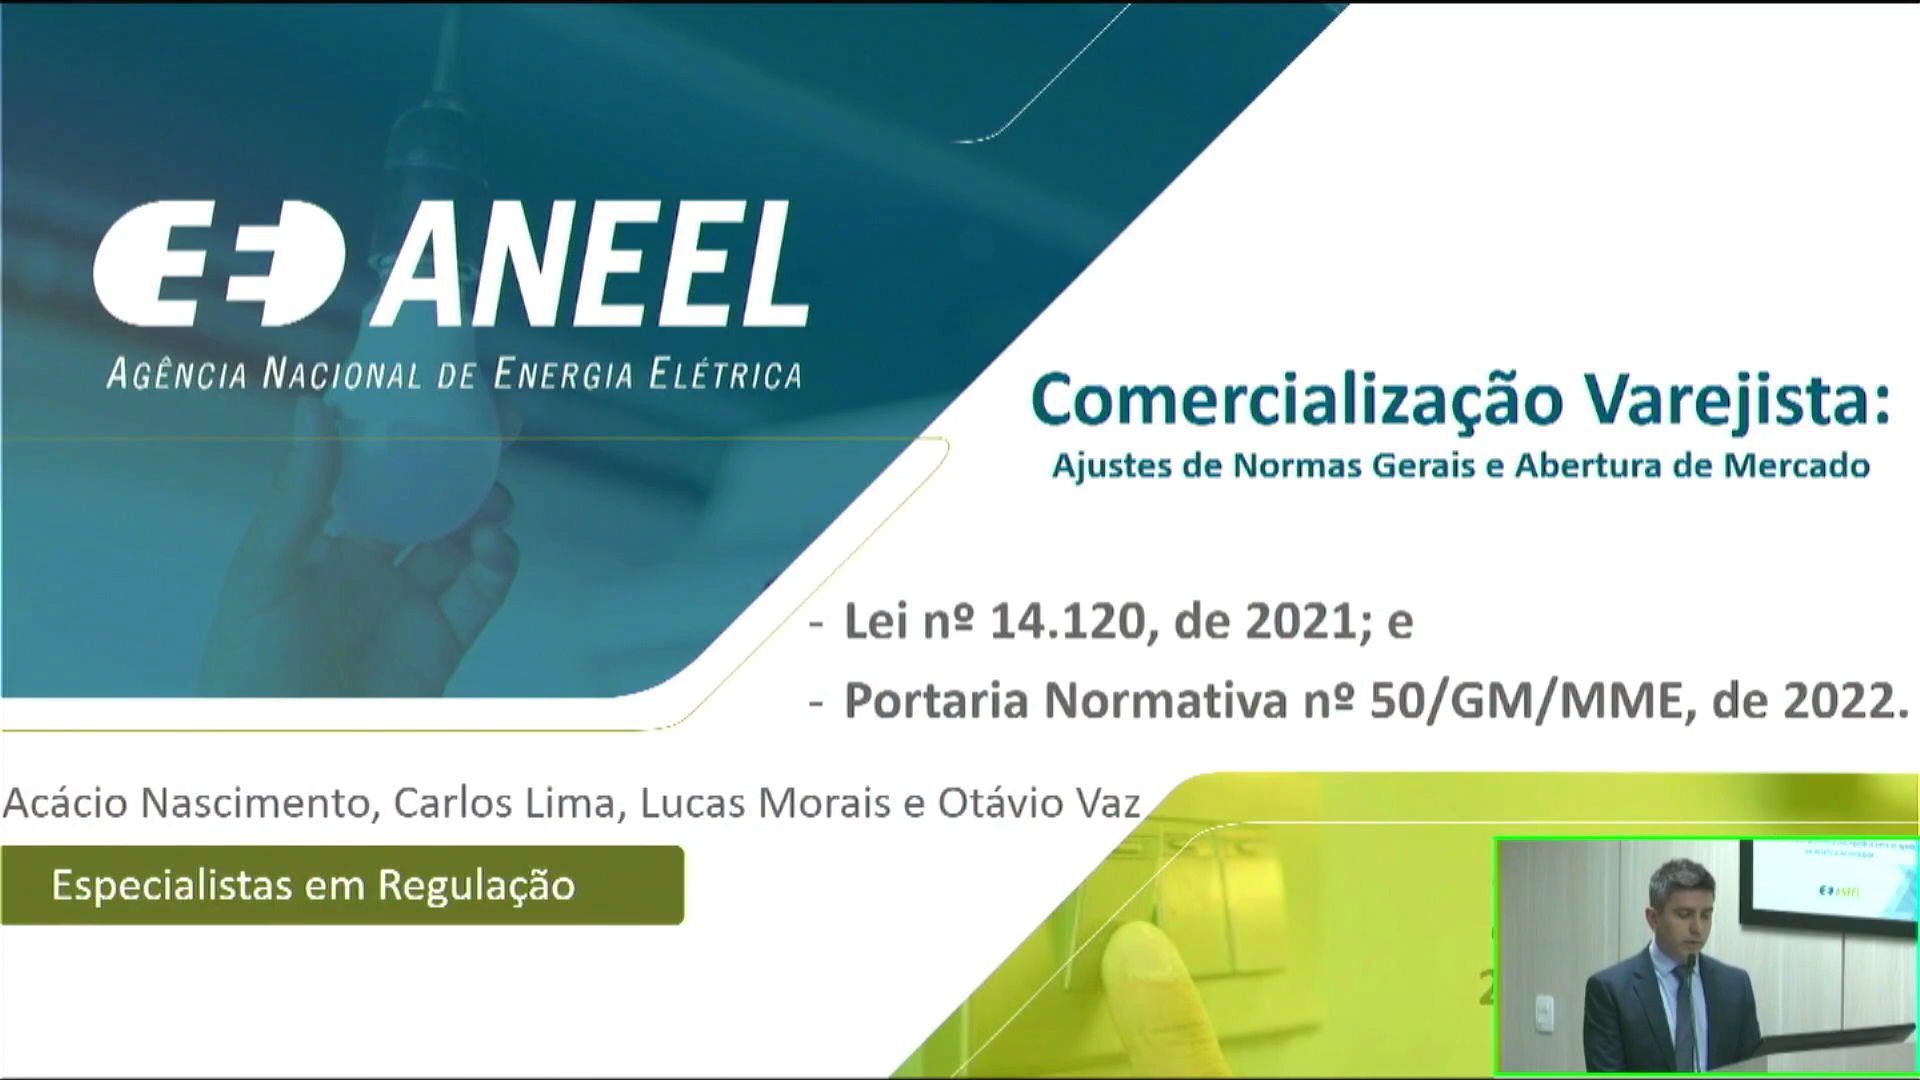 ANEEL
AGÊNCIA NACIONAL DE ENERGIA ELÉTRICA
Comercialização Varejista:
Ajustes de Normas Gerais e Abertura de Mercado
- Lei nº 14.120, de 2021; e
- Portaria Normativa nº 50/GM/MME, de 2022.
Acácio Nascimento, Carlos Lima, Lucas Morais e Otávio Vaz
Especialistas em Regulação
ANEEL